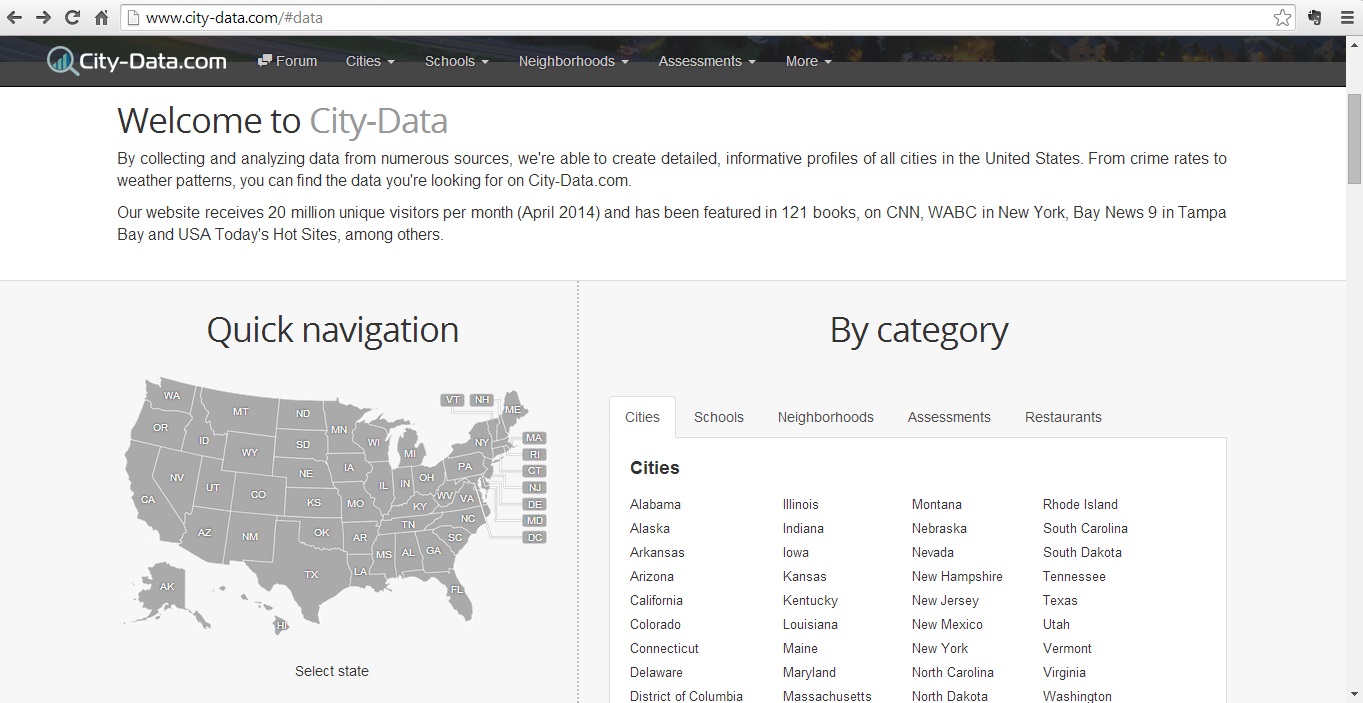 www.city-data.com/#data
City-Data.com Forum Cities Schools Neighborhoods Assessments More
Welcome to City-Data
By collecting and analyzing data from numerous sources, we're able to create detailed, informative profiles of all cities in the United States. From crime rates to
weather patterns, you can find the data you're looking for on City-Data.com.
Our website receives 20 million unique visitors per month (April 2014) and has been featured in 121 books, on CNN, WABC in New York, Bay News 9 in Tampa
Bay and USA Today's Hot Sites, among others.
Quick navigation
WA
MT
ND
MN
VT
NH
ME
OR
ID
SD
WI
MI
NY
MA
WY
RI
NE
IA
PA
CT
NV
UT
CO
IL
IN
OH
NJ
CA
KS
MO
KY
WV
VA
DE
AZ
NM
OK
TN
NC
MD
AR
SC
DC
MS
AL
GA
TX
LA
AK
FL
HI
Select state
By category
Cities Schools Neighborhoods Assessments Restaurants
Cities
Alabama Illinois Montana Rhode Island
Alaska Indiana Nebraska South Carolina
Arkansas Iowa Nevada South Dakota
Arizona Kansas New Hampshire Tennessee
California Kentucky New Jersey Texas
Colorado Louisiana New Mexico Utah
Connecticut Maine New York Vermont
Delaware Maryland North Carolina Virginia
District of Columbia Massachusetts North Dakota Washington